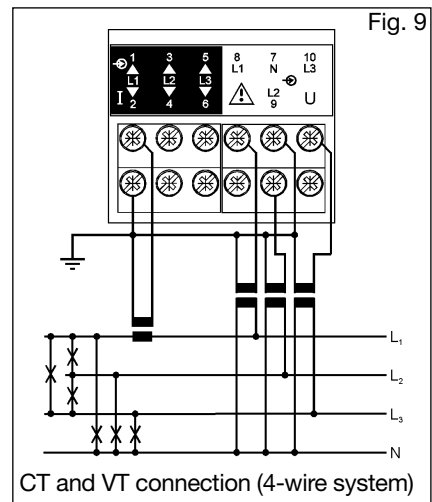 Fig. 9
1 3 5 8 7 10
L1 N L3
L1 L2 L3
I 2 4 6 L2 9 U
L₁
L₂
L₃
N
CT and VT connection (4-wire system)